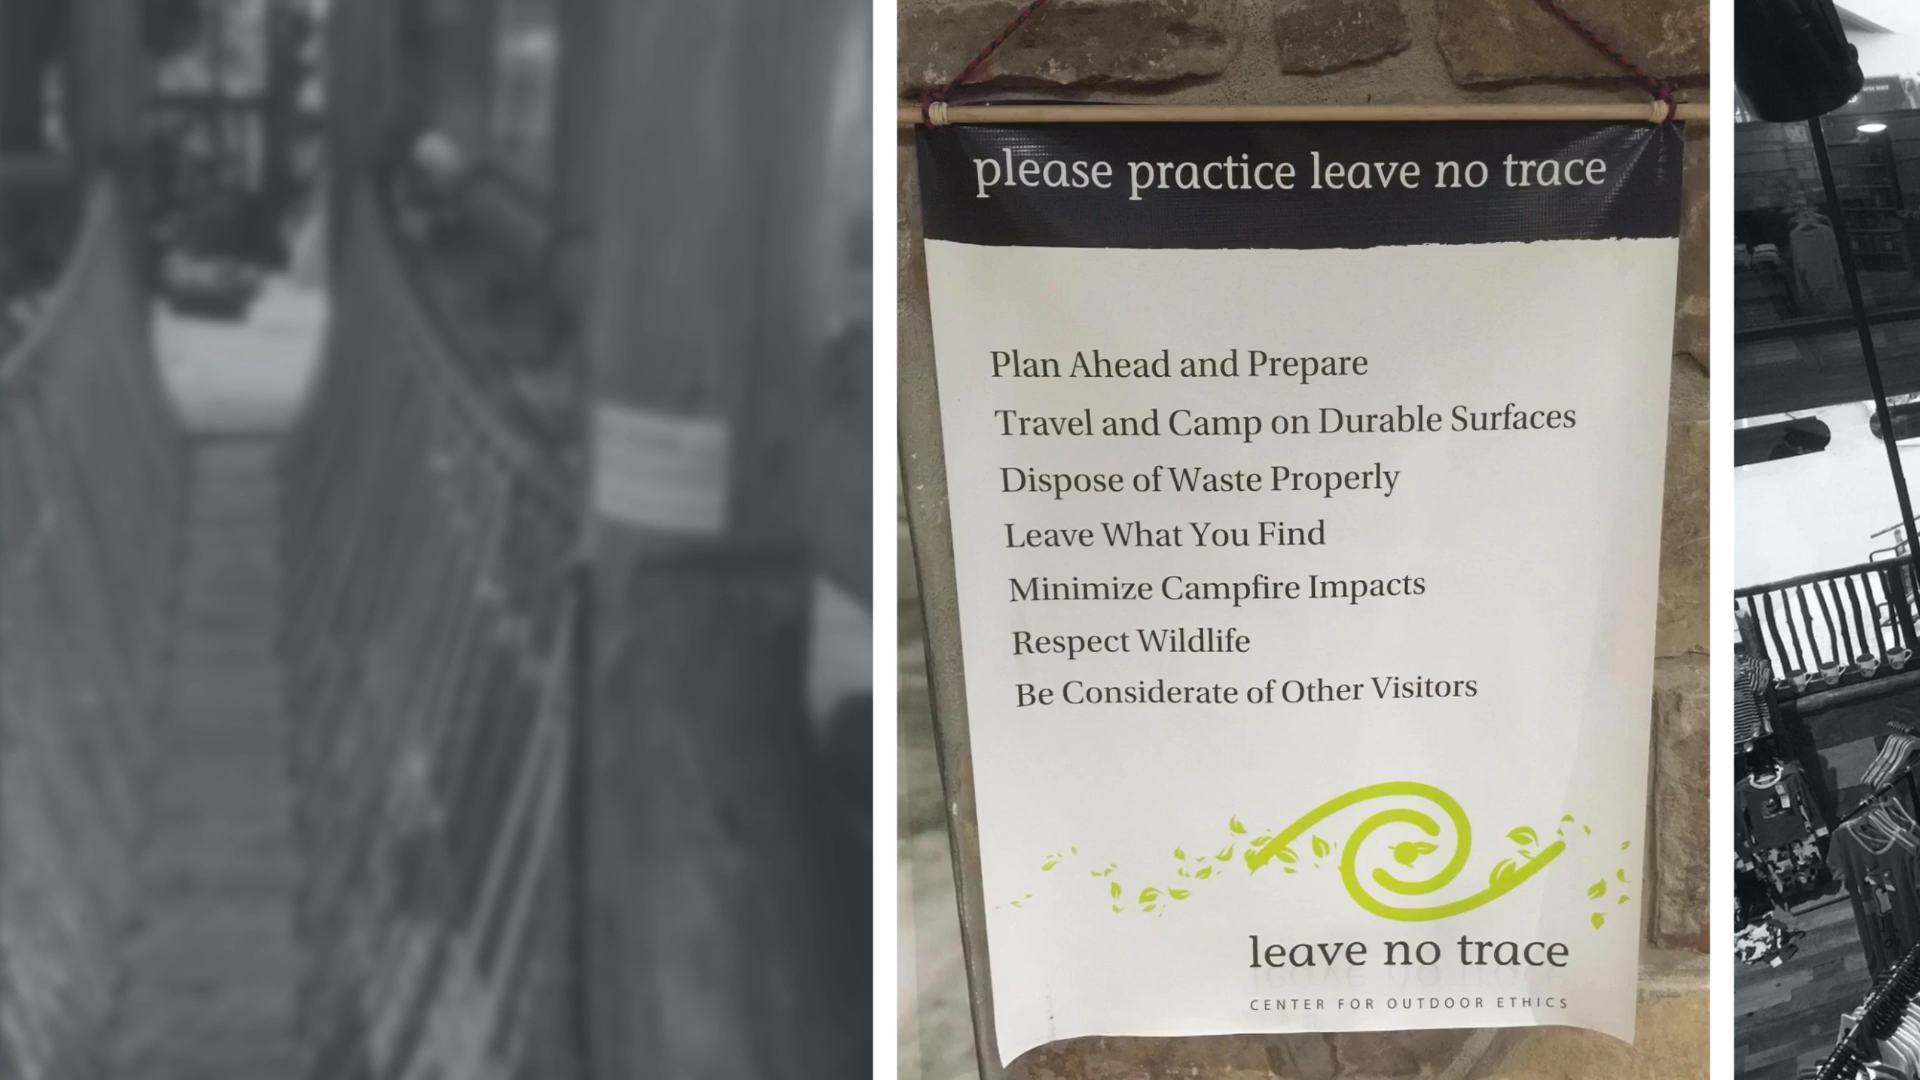 please practice leave no trace
Plan Ahead and Prepare
Travel and Camp on Durable Surfaces
Dispose of Waste Properly
Leave What You Find
Minimize Campfire Impacts
Respect Wildlife
Be Considerate of Other Visitors
leave no trace
CENTER FOR OUTDOOR ETHICS